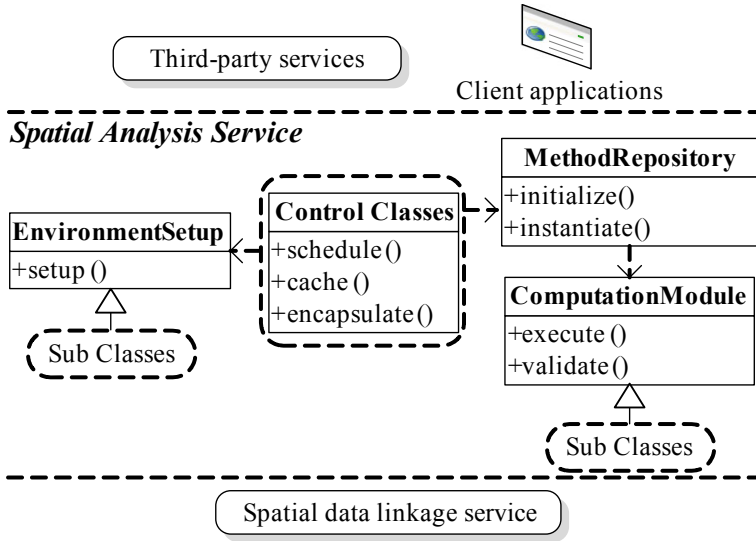 Third-party services
Client applications
Spatial Analysis Service
MethodRepository
+initialize()
+instantiate()
Control Classes
+schedule()
+cache()
+encapsulate()
EnvironmentSetup
+setup()
Sub Classes
ComputationModule
+execute()
+validate()
Sub Classes
Spatial data linkage service